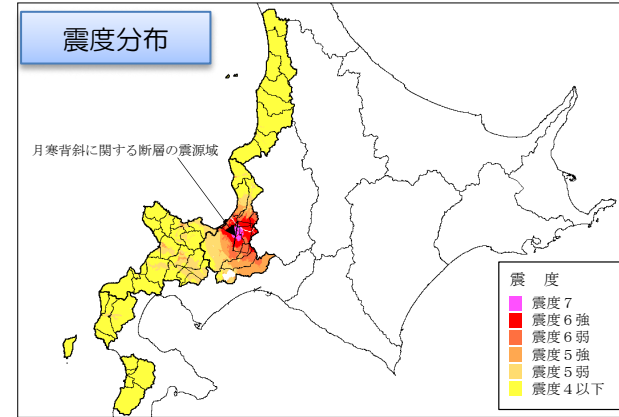 震度分布
月寒背斜に関する断層の震源域
震 度
震度７
震度６強
震度６弱
震度５強
震度５弱
震度４以下